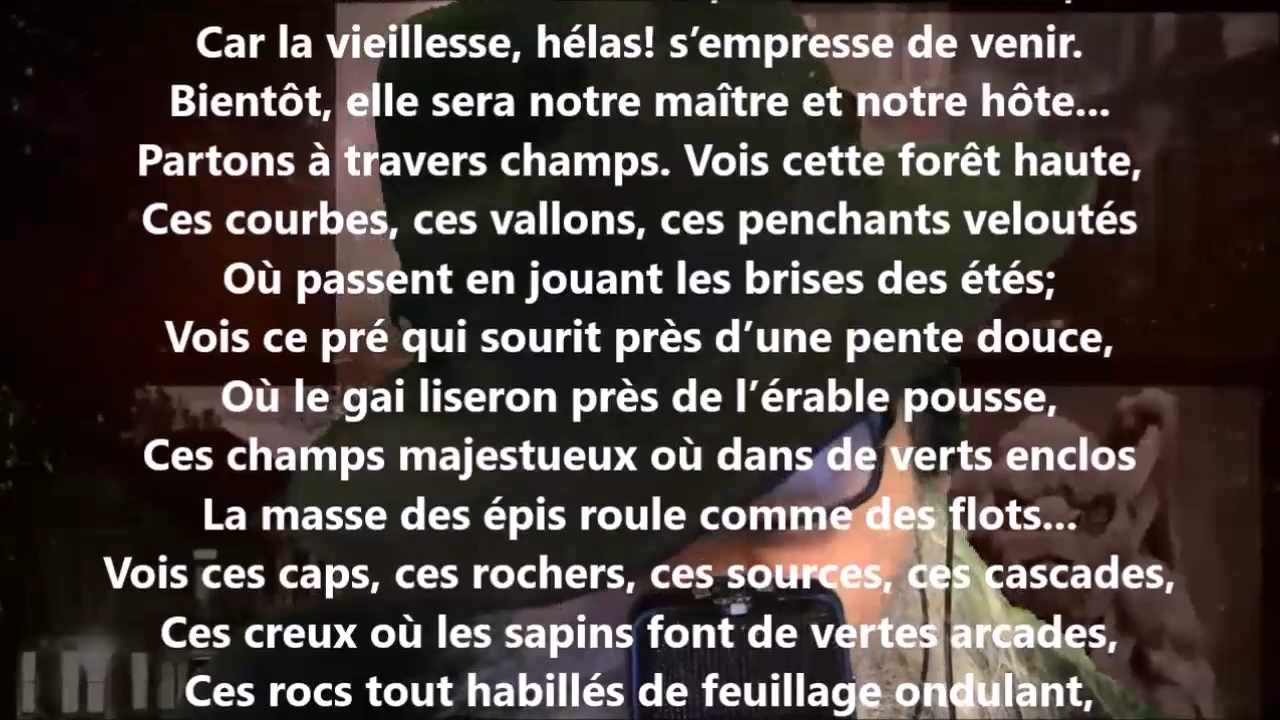 Car la vieillesse, hélas! s’empresse de venir.
Bientôt, elle sera notre maître et notre hôte...
Partons à travers champs. Vois cette forêt haute,
Ces courbes, ces vallons, ces penchants veloutés
Où passent en jouant les brises des étés;
Vois ce pré qui sourit près d’une pente douce,
Où le gai liseron près de l’érable pousse,
Ces champs majestueux où dans de verts enclos
La masse des épis roule comme des flots...
Vois ces caps, ces rochers, ces sources, ces cascades,
Ces creux où les sapins font de vertes arcades,
Ces rocs tout habillés de feuillage ondulant,